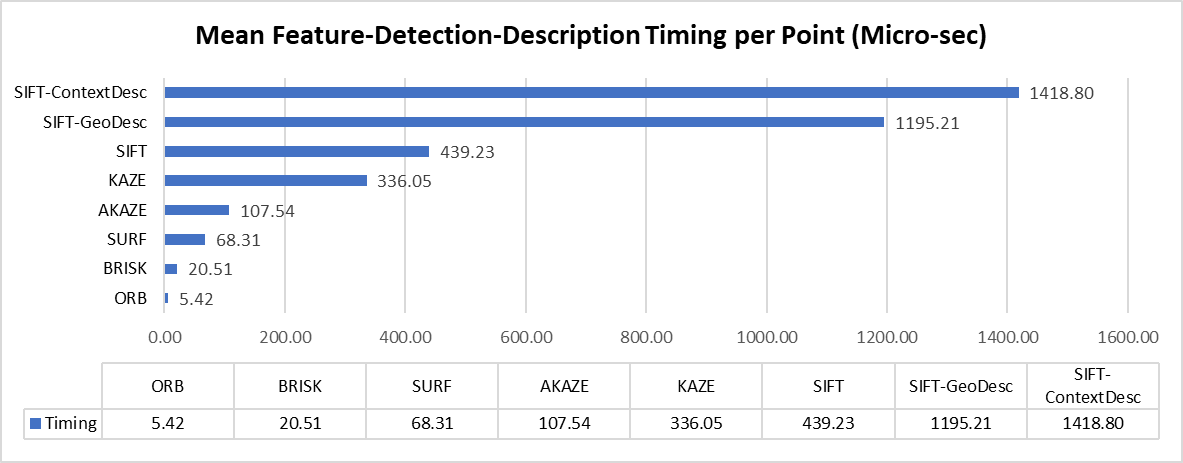 Mean Feature-Detection-Description Timing per Point (Micro-sec)
SIFT-ContextDesc 1418.80
SIFT-GeoDesc 1195.21
SIFT 439.23
KAZE 336.05
AKAZE 107.54
SURF 68.31
BRISK 20.51
ORB 5.42
0.00 200.00 400.00 600.00 800.00 1000.00 1200.00 1400.00 1600.00
ORB BRISK SURF AKAZE KAZE SIFT SIFT-GeoDesc SIFT-
ContextDesc
Timing 5.42 20.51 68.31 107.54 336.05 439.23 1195.21 1418.80